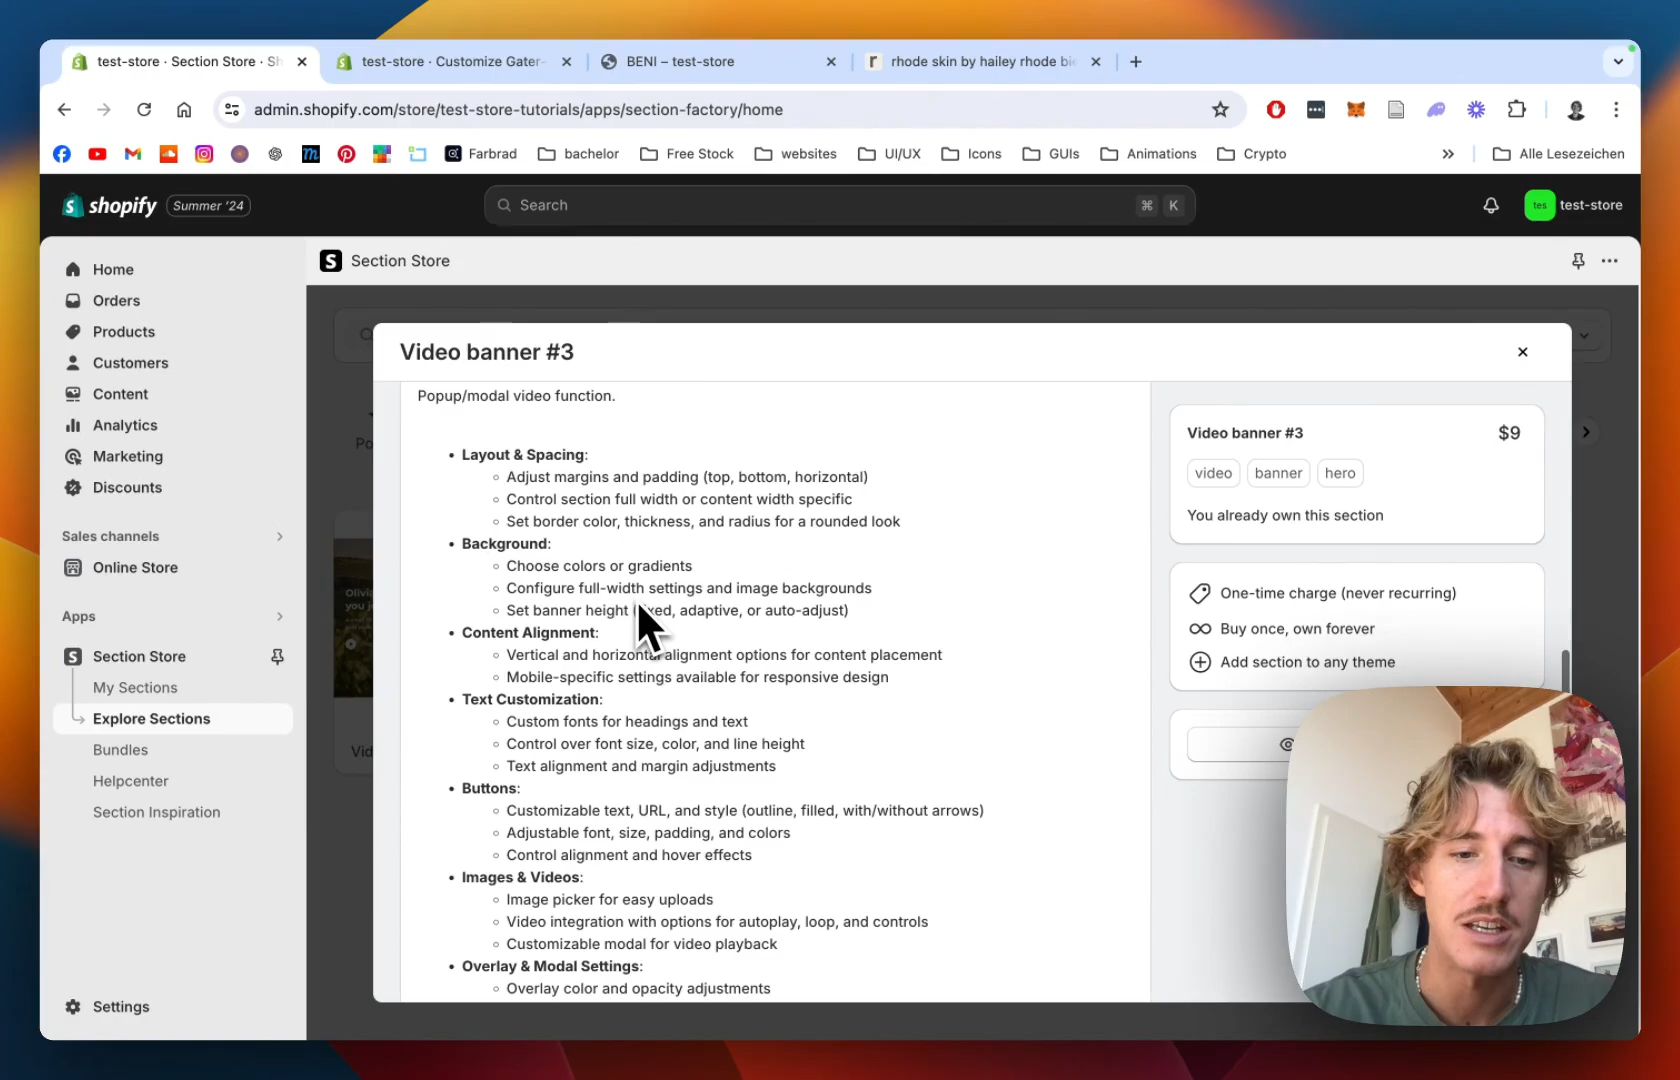 test-store · Section Store · Sh
test-store · Customize Gater-
BENI – test-store
rhode skin by hailey rhode bie
admin.shopify.com/store/test-store-tutorials/apps/section-factory/home
Farbrad
bachelor
Free Stock
websites
UI/UX
Icons
GUIs
Animations
Crypto
Alle Lesezeichen
shopify
Summer '24
Search
⌘ K
tes
test-store
Home
Orders
Products
Customers
Content
Analytics
Marketing
Discounts
Sales channels
Online Store
Apps
Section Store
My Sections
Explore Sections
Bundles
Helpcenter
Section Inspiration
Settings
Section Store
Video banner #3
Popup/modal video function.
• Layout & Spacing:
Adjust margins and padding (top, bottom, horizontal)
Control section full width or content width specific
Set border color, thickness, and radius for a rounded look
• Background:
Choose colors or gradients
Configure full-width settings and image backgrounds
Set banner height adaptive, or auto-adjust)
• Content Alignment:
Vertical and horizontal alignment options for content placement
Mobile-specific settings available for responsive design
• Text Customization:
Custom fonts for headings and text
Control over font size, color, and line height
Text alignment and margin adjustments
• Buttons:
Customizable text, URL, and style (outline, filled, with/without arrows)
Adjustable font, size, padding, and colors
Control alignment and hover effects
• Images & Videos:
Image picker for easy uploads
Video integration with options for autoplay, loop, and controls
Customizable modal for video playback
• Overlay & Modal Settings:
Overlay color and opacity adjustments
Video banner #3
$9
video
banner
hero
You already own this section
One-time charge (never recurring)
Buy once, own forever
Add section to any theme